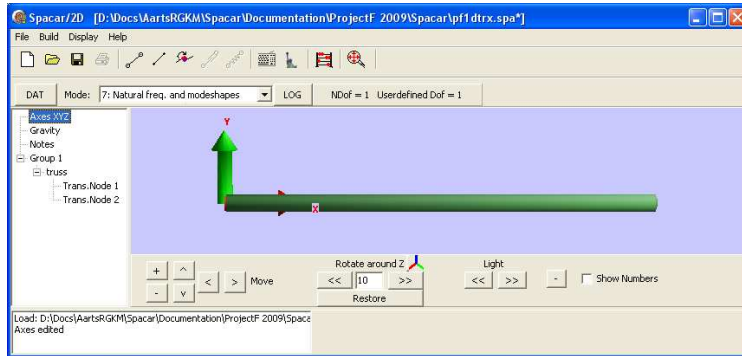 Spacar/2D [D:\Docs\AartsRGKM\Spacar\Documentation\ProjectF 2009\Spacar\pf1dtrx.spa*]
File Build Display Help
DAT Mode: 7: Natural freq. and modeshapes LOG NDof = 1 Userdefined Dof = 1
Axes XYZ
Gravity
Notes
Group 1
truss
Trans.Node 1
Trans.Node 2
Y
X
+ ^ < > Move
- v
Rotate around Z
<< 10 >>
Restore
Light
<< >> - Show Numbers
Load: D:\Docs\AartsRGKM\Spacar\Documentation\ProjectF 2009\Spaca
Axes edited